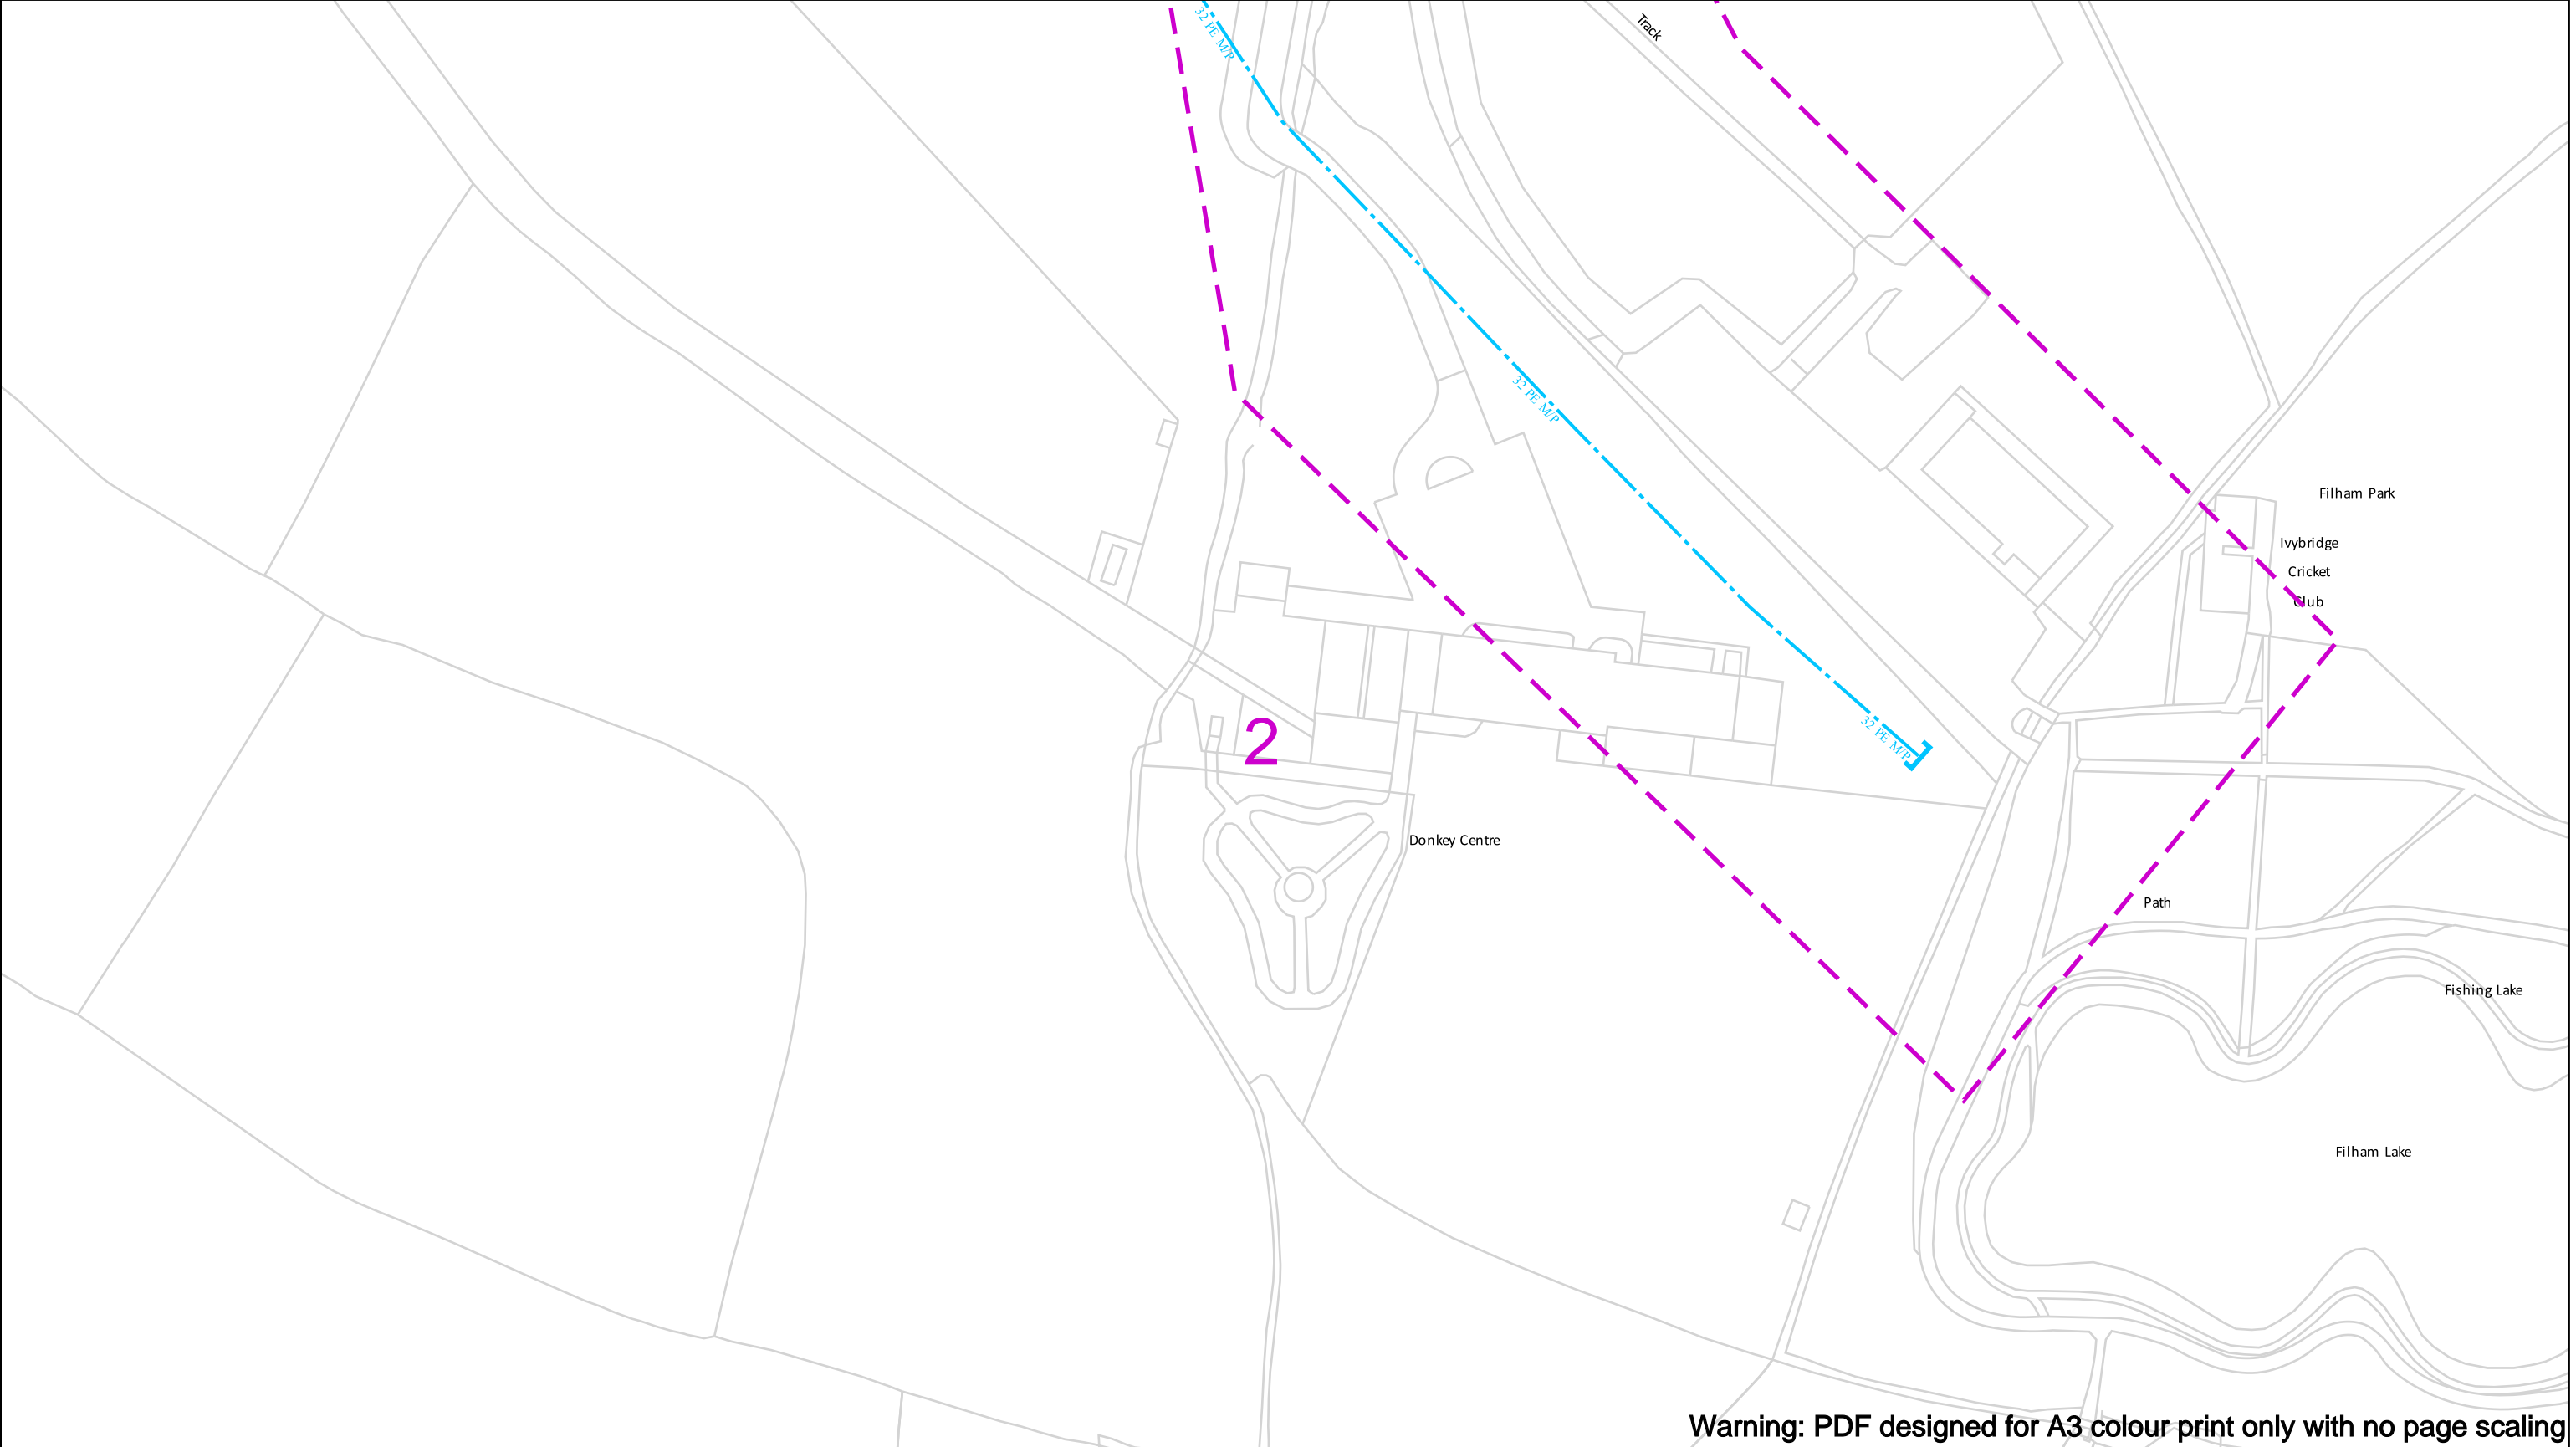 32 PE M/P
Track
32 PE M/P
Filham Park
Ivybridge
Cricket
Club
32 PE M/P
2
Donkey Centre
Path
Fishing Lake
Filham Lake
Warning: PDF designed for A3 colour print only with no page scaling